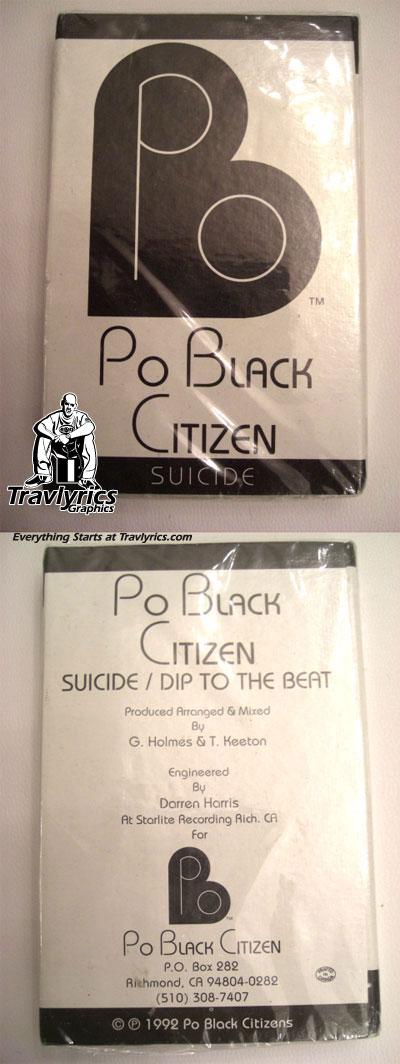 Po
TM
Po Black
Citizen
SUICIDE
Travlyrics
Graphics
Everything Starts at Travlyrics.com
Po Black
Citizen
SUICIDE / DIP TO THE BEAT
Produced Arranged & Mixed
By
G. Holmes & T. Keeton
Engineered
By
Darren Harris
At Starlite Recording Rich. CA
For
Po
TM
Po Black Citizen
P.O. Box 282
Richmond, CA 94804-0282
(510) 308-7407
© ℗ 1992 Po Black Citizens